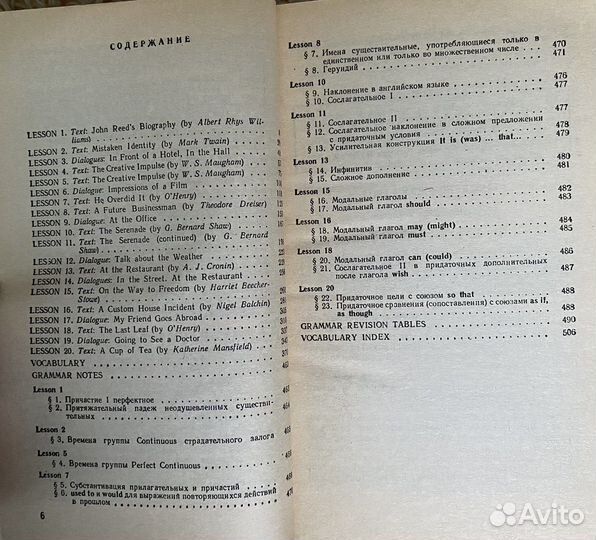 СОДЕРЖАНИЕ
LESSON 1. Text: John Reed's Biography (by Albert Rhys Wil-
liams)
LESSON 2. Text: Mistaken Identity (by Mark Twain)
LESSON 3. Dialogues: In Front of a Hotel, In the Hall
LESSON 4. Text: The Creative Impulse (by W. S. Maugham)
LESSON 5. Text: The Creative Impulse (by W. S. Maugham)
LESSON 6. Dialogue: Impressions of a Film
LESSON 7. Text: He Overdid It (by O'Henry)
LESSON 8. Text: A Future Businessman (by Theodore Dreiser)
LESSON 9. Dialogue: At the Office
LESSON 10. Text: The Serenade (by G. Bernard Shaw)
LESSON 11. Text: The Serenade (continued) (by G. Bernard
Shaw)
LESSON 12. Dialogue: Talk about the Weather
LESSON 13. Text: At the Restaurant (by A. J. Cronin)
LESSON 14. Dialogues: In the Street. At the Restaurant
LESSON 15. Text: On the Way to Freedom (by Harriet Beecher-
Stowe)
LESSON 16. Text: A Custom House Incident (by Nigel Balchin)
LESSON 17. Dialogue: My Friend Goes Abroad
LESSON 18. Text: The Last Leaf (by O'Henry)
LESSON 19. Dialogue: Going to See a Doctor
LESSON 20. Text: A Cup of Tea (by Katherine Mansfield)
VOCABULARY
GRAMMAR NOTES
Lesson 1
§ 1. Причастие I перфектное
§ 2. Притяжательный падеж неодушевленных существи-
тельных
Lesson 2
§ 3. Времена группы Continuous страдательного залога
Lesson 5
§ 4. Времена группы Perfect Continuous
Lesson 7
§ 5. Субстантивация прилагательных и причастий
§ 6. used to и would для выражений повторяющихся действий
в прошлом
6
Lesson 8
§ 7. Имена существительные, употребляющиеся только в
единственном или только во множественном числе 470
§ 8. Герундий 471
Lesson 10
§ 9. Наклонение в английском языке 476
§ 10. Сослагательное I 477
Lesson 11
§ 11. Сослагательное II 477
§ 12. Сослагательное наклонение в сложном предложении
с придаточным условия 478
§ 13. Усилительная конструкция It is (was) ... that 479
Lesson 13
§ 14. Инфинитив 480
§ 15. Сложное дополнение 481
Lesson 15
§ 16. Модальные глаголы 482
§ 17. Модальный глагол should 483
Lesson 16
§ 18. Модальный глагол may (might) 484
§ 19. Модальный глагол must 485
Lesson 18
§ 20. Модальный глагол can (could) 486
§ 21. Сослагательное II в придаточных дополнительных
после глагола wish 487
Lesson 20
§ 22. Придаточное цели с союзом so that 488
§ 23. Придаточное сравнения (сопоставления) с союзами as if,
as though 488
GRAMMAR REVISION TABLES 490
VOCABULARY INDEX 506
Avito